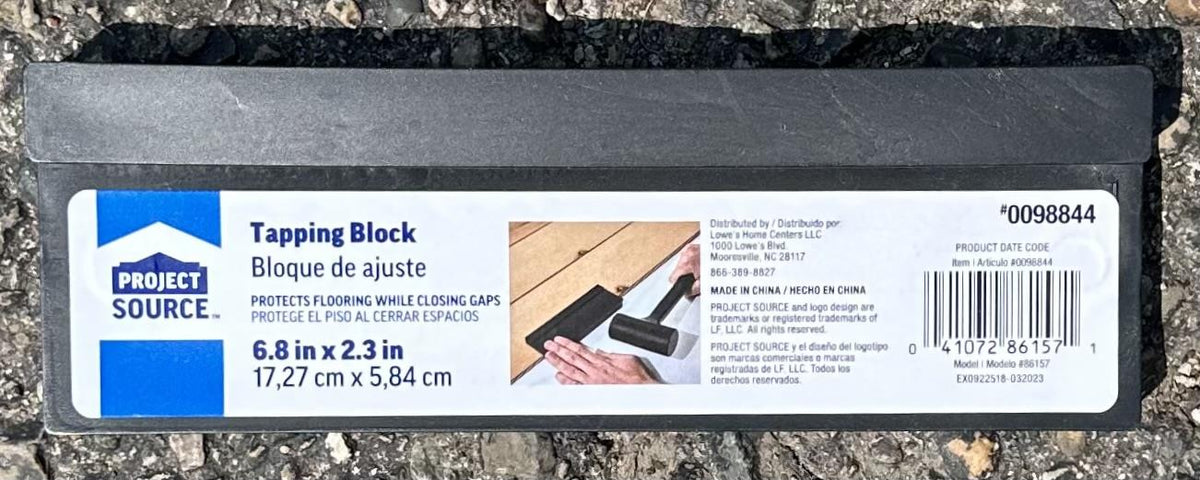 PROJECT
SOURCE™
Tapping Block
Bloque de ajuste
PROTECTS FLOORING WHILE CLOSING GAPS
PROTEGE EL PISO AL CERRAR ESPACIOS
6.8 in x 2.3 in
17,27 cm x 5,84 cm
Distributed by / Distribuido por:
Lowe's Home Centers LLC
1000 Lowe's Blvd.
Mooresville, NC 28117
866-389-8827
MADE IN CHINA / HECHO EN CHINA
PROJECT SOURCE and logo design are
trademarks or registered trademarks of
LF, LLC. All rights reserved.
PROJECT SOURCE y el diseño del logotipo
son marcas comerciales o marcas
registradas de LF, LLC. Todos los
derechos reservados.
#0098844
PRODUCT DATE CODE
Item | Artículo #0098844
0 41072 86157 1
Model | Modelo #86157
EX0922518-032023